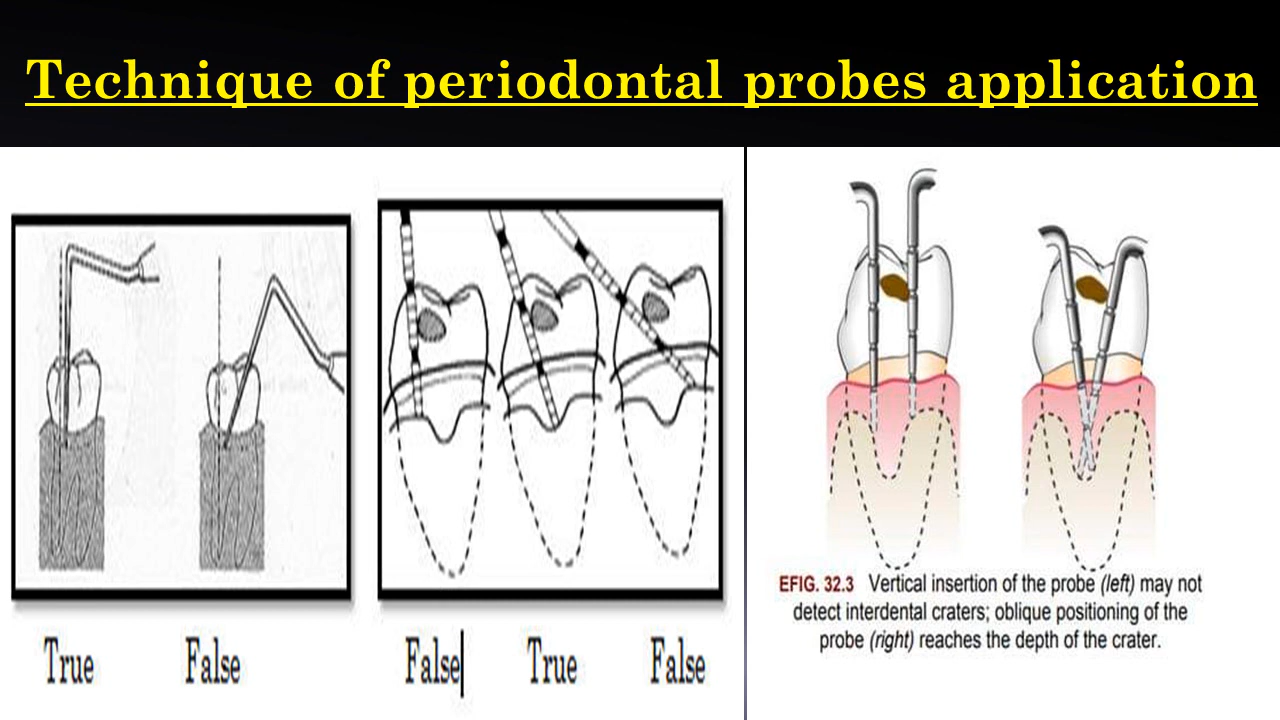 Technique of periodontal probes application
True False False True False
EFIG. 32.3 Vertical insertion of the probe (left) may not
detect interdental craters; oblique positioning of the
probe (right) reaches the depth of the crater.